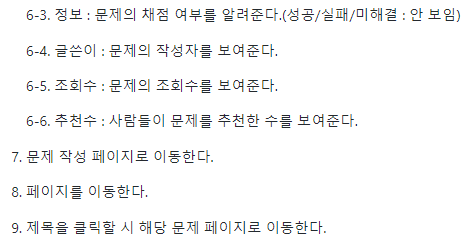 6-3. 정보 : 문제의 채점 여부를 알려준다.(성공/실패/미해결 : 안 보임)
6-4. 글쓴이 : 문제의 작성자를 보여준다.
6-5. 조회수 : 문제의 조회수를 보여준다.
6-6. 추천수 : 사람들이 문제를 추천한 수를 보여준다.
7. 문제 작성 페이지로 이동한다.
8. 페이지를 이동한다.
9. 제목을 클릭할 시 해당 문제 페이지로 이동한다.